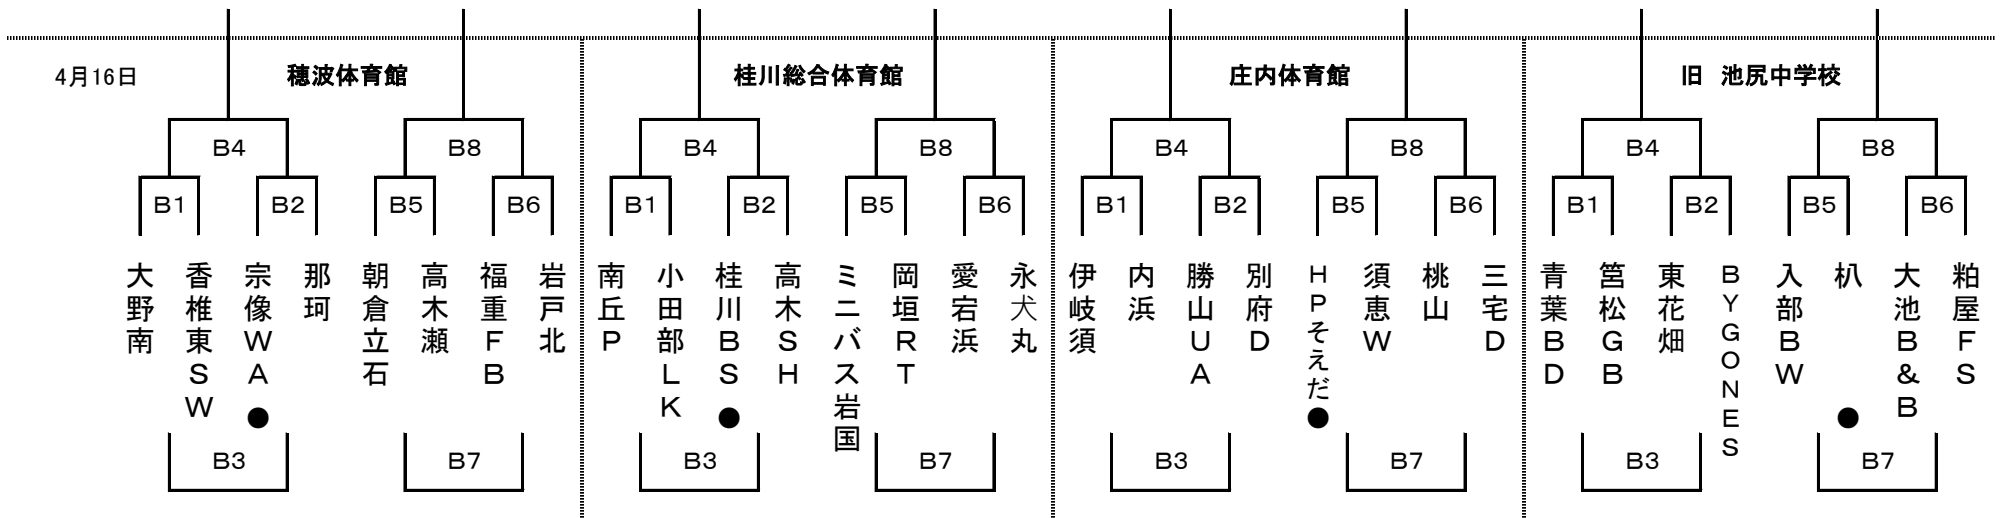 4月16日
穂波体育館
桂川総合体育館
庄内体育館
旧 池尻中学校
B4
B8
B4
B8
B4
B8
B4
B8
B1
B2
B5
B6
B1
B2
B5
B6
B1
B2
B5
B6
B1
B2
B5
B6
大野南
香椎東SW
宗像WA●
那珂
朝倉立石
高木瀬
福重FB
岩戸北
南丘P
小田部LK
桂川BS●
高木SH
ミニバス岩国
岡垣RT
愛宕浜
永犬丸
伊岐須
内浜
勝山UA
別府D
HPそえだ●
須恵W
桃山
三宅D
青葉BD
筥松GB
東花畑
BYGONES
入部BW
朳●
大池B&B
粕屋FS
B3
B7
B3
B7
B3
B7
B3
B7